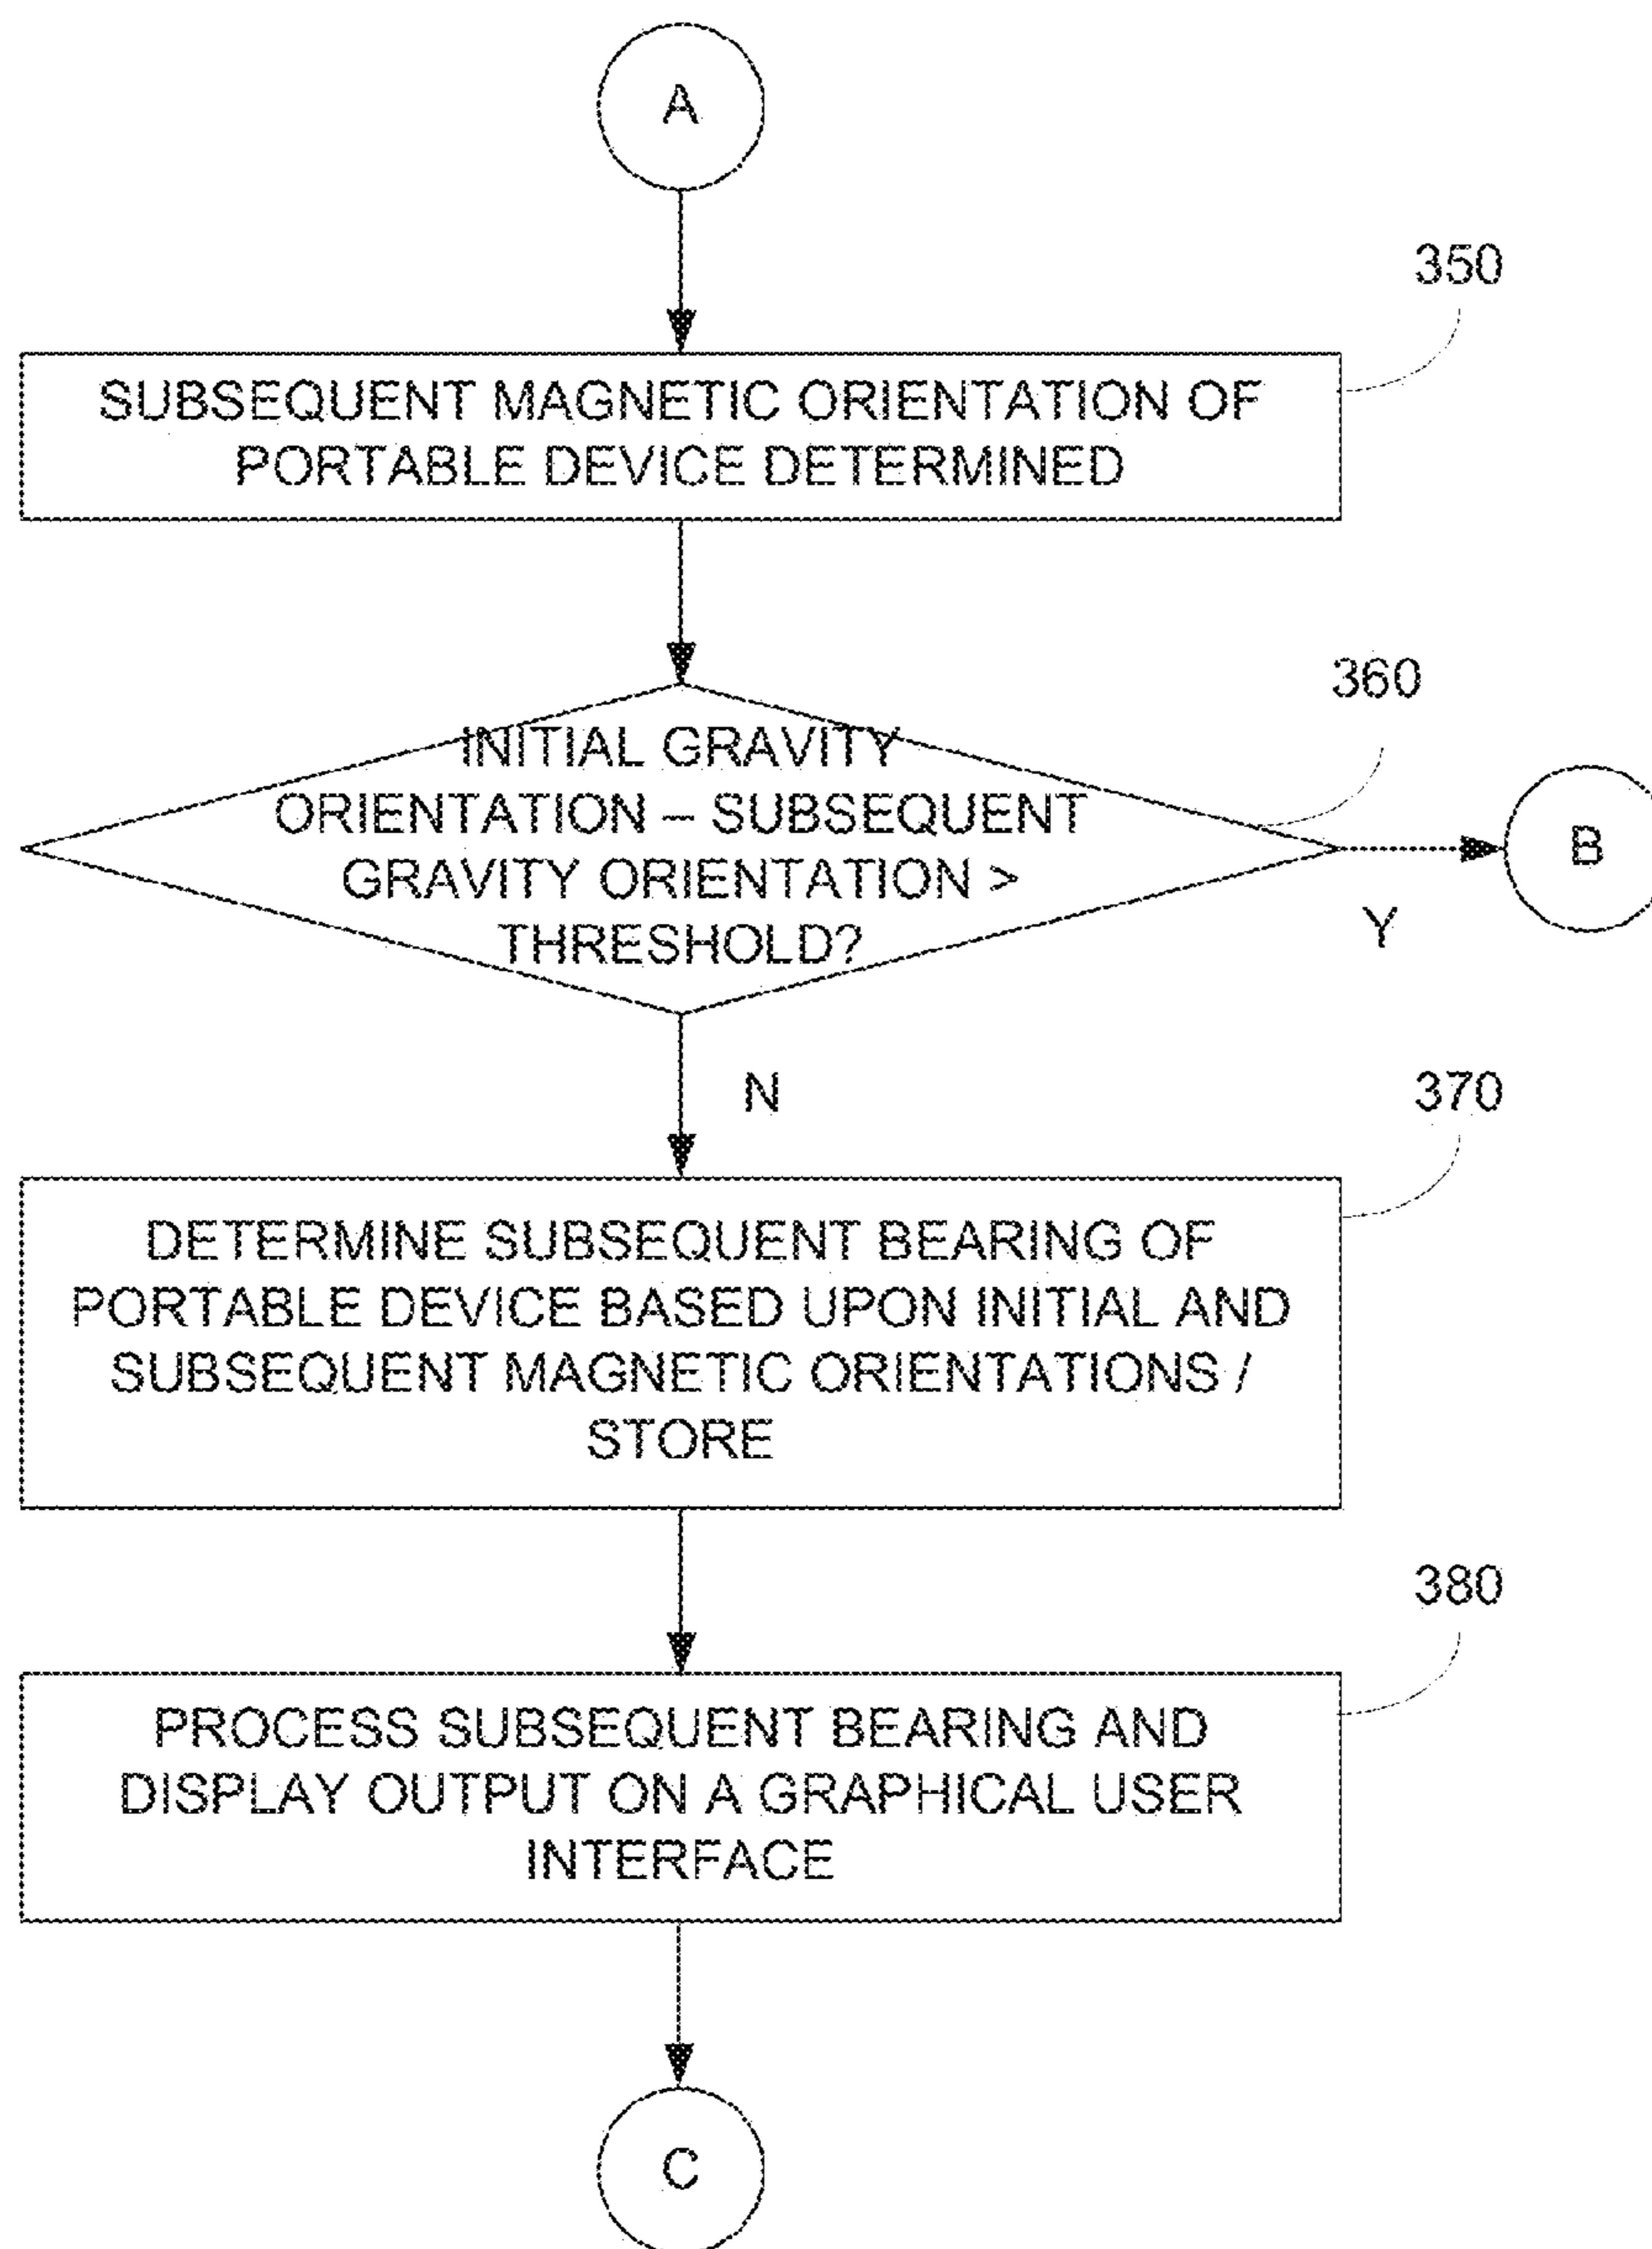 A
350
SUBSEQUENT MAGNETIC ORIENTATION OF
PORTABLE DEVICE DETERMINED
360
INITIAL GRAVITY
ORIENTATION – SUBSEQUENT
GRAVITY ORIENTATION >
THRESHOLD?
B
Y
N
370
DETERMINE SUBSEQUENT BEARING OF
PORTABLE DEVICE BASED UPON INITIAL AND
SUBSEQUENT MAGNETIC ORIENTATIONS /
STORE
380
PROCESS SUBSEQUENT BEARING AND
DISPLAY OUTPUT ON A GRAPHICAL USER
INTERFACE
C